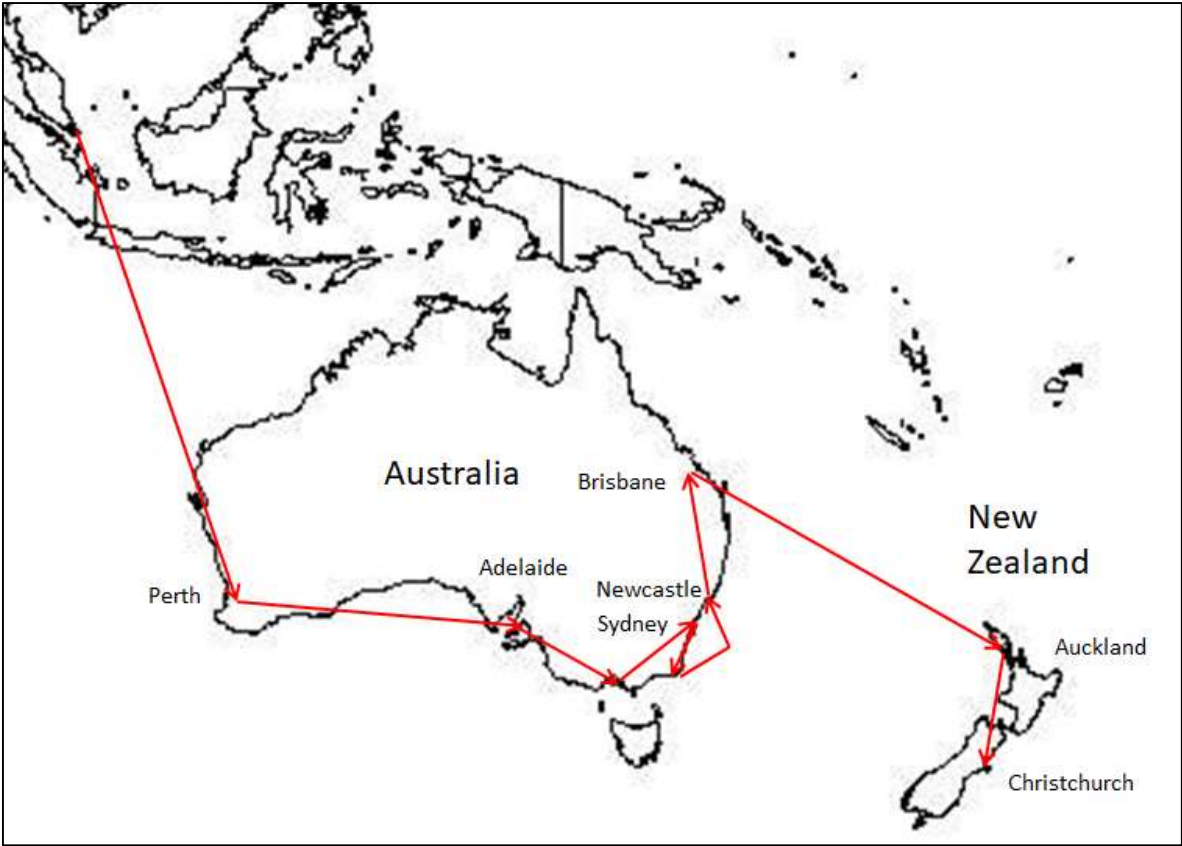 Australia
Brisbane
New
Zealand
Adelaide
Perth
Newcastle
Sydney
Auckland
Christchurch